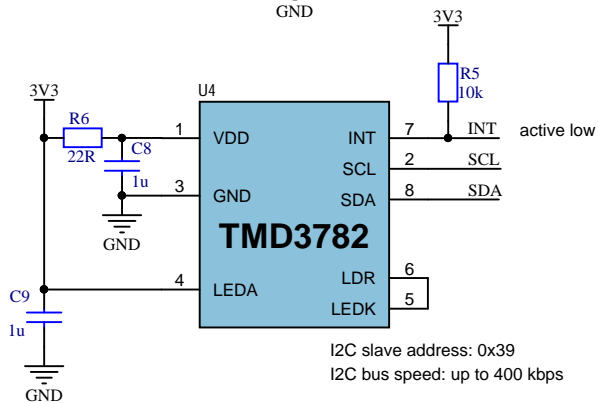 GND
3V3
R5
10k
3V3
U4
R6
22R
1
VDD
INT
7
INT
active low
C8
1u
SCL
2
SCL
3
GND
SDA
8
SDA
GND
TMD3782
4
LEDA
LDR
6
LEDK
5
C9
1u
I2C slave address: 0x39
I2C bus speed: up to 400 kbps
GND